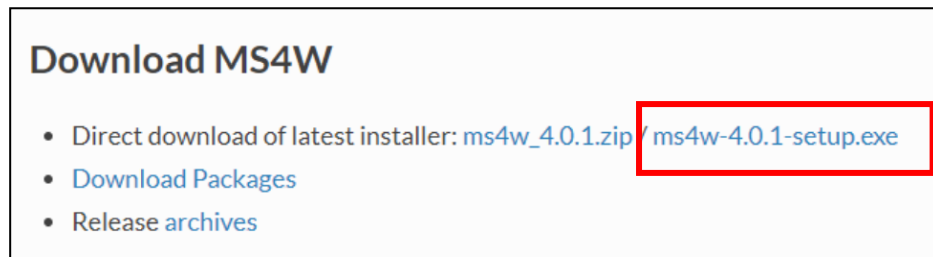 Download MS4W
• Direct download of latest installer: ms4w_4.0.1.zip / ms4w-4.0.1-setup.exe
• Download Packages
• Release archives